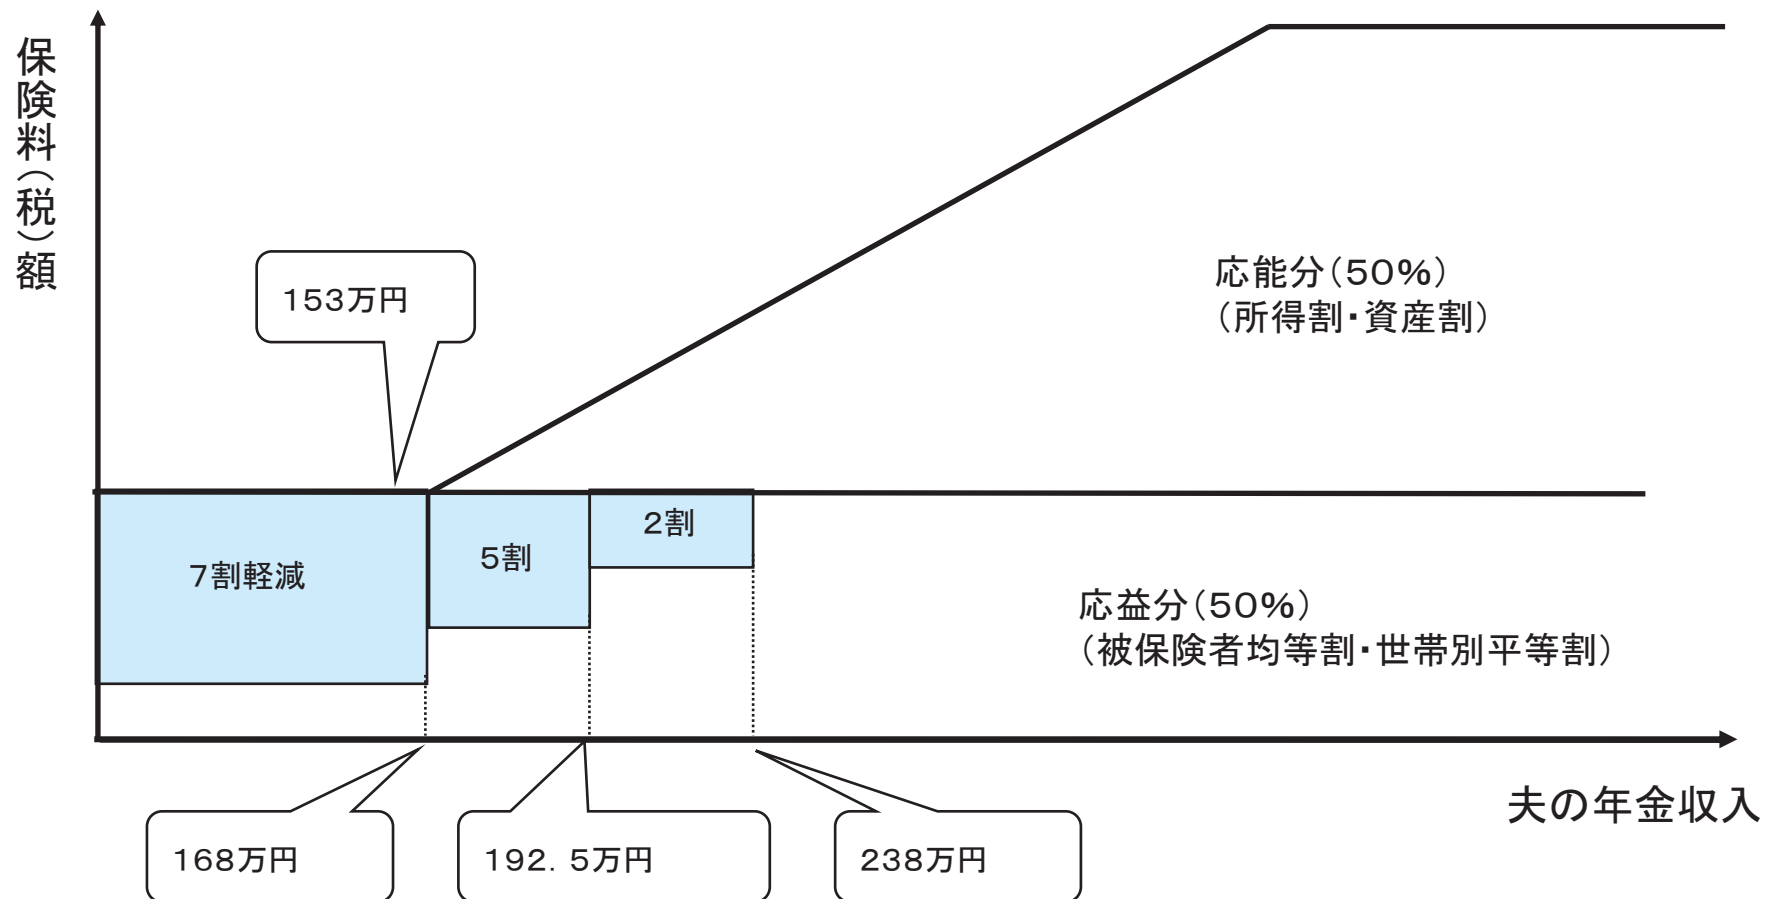 保険料（税）額
153万円
応能分（50％）
（所得割・資産割）
7割軽減
5割
2割
応益分（50％）
（被保険者均等割・世帯別平等割）
夫の年金収入
168万円
192．5万円
238万円